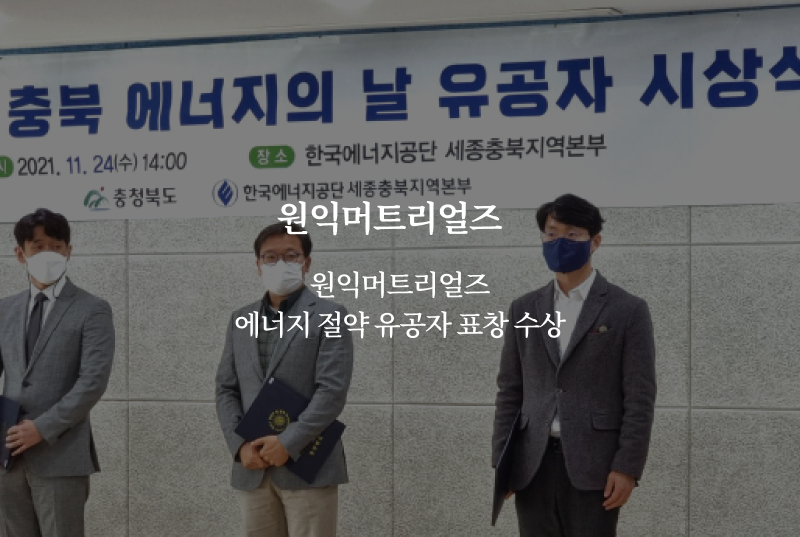 충북 에너지의 날 유공자 시상식
시 2021. 11. 24(수) 14:00
장소 한국에너지공단 세종충북지역본부
충청북도 한국에너지공단 세종충북지역본부
원익머트리얼즈
원익머트리얼즈
에너지 절약 유공자 표창 수상